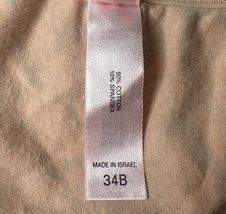 90% COTTON
10% SPANDEX
MADE IN ISRAEL
34B